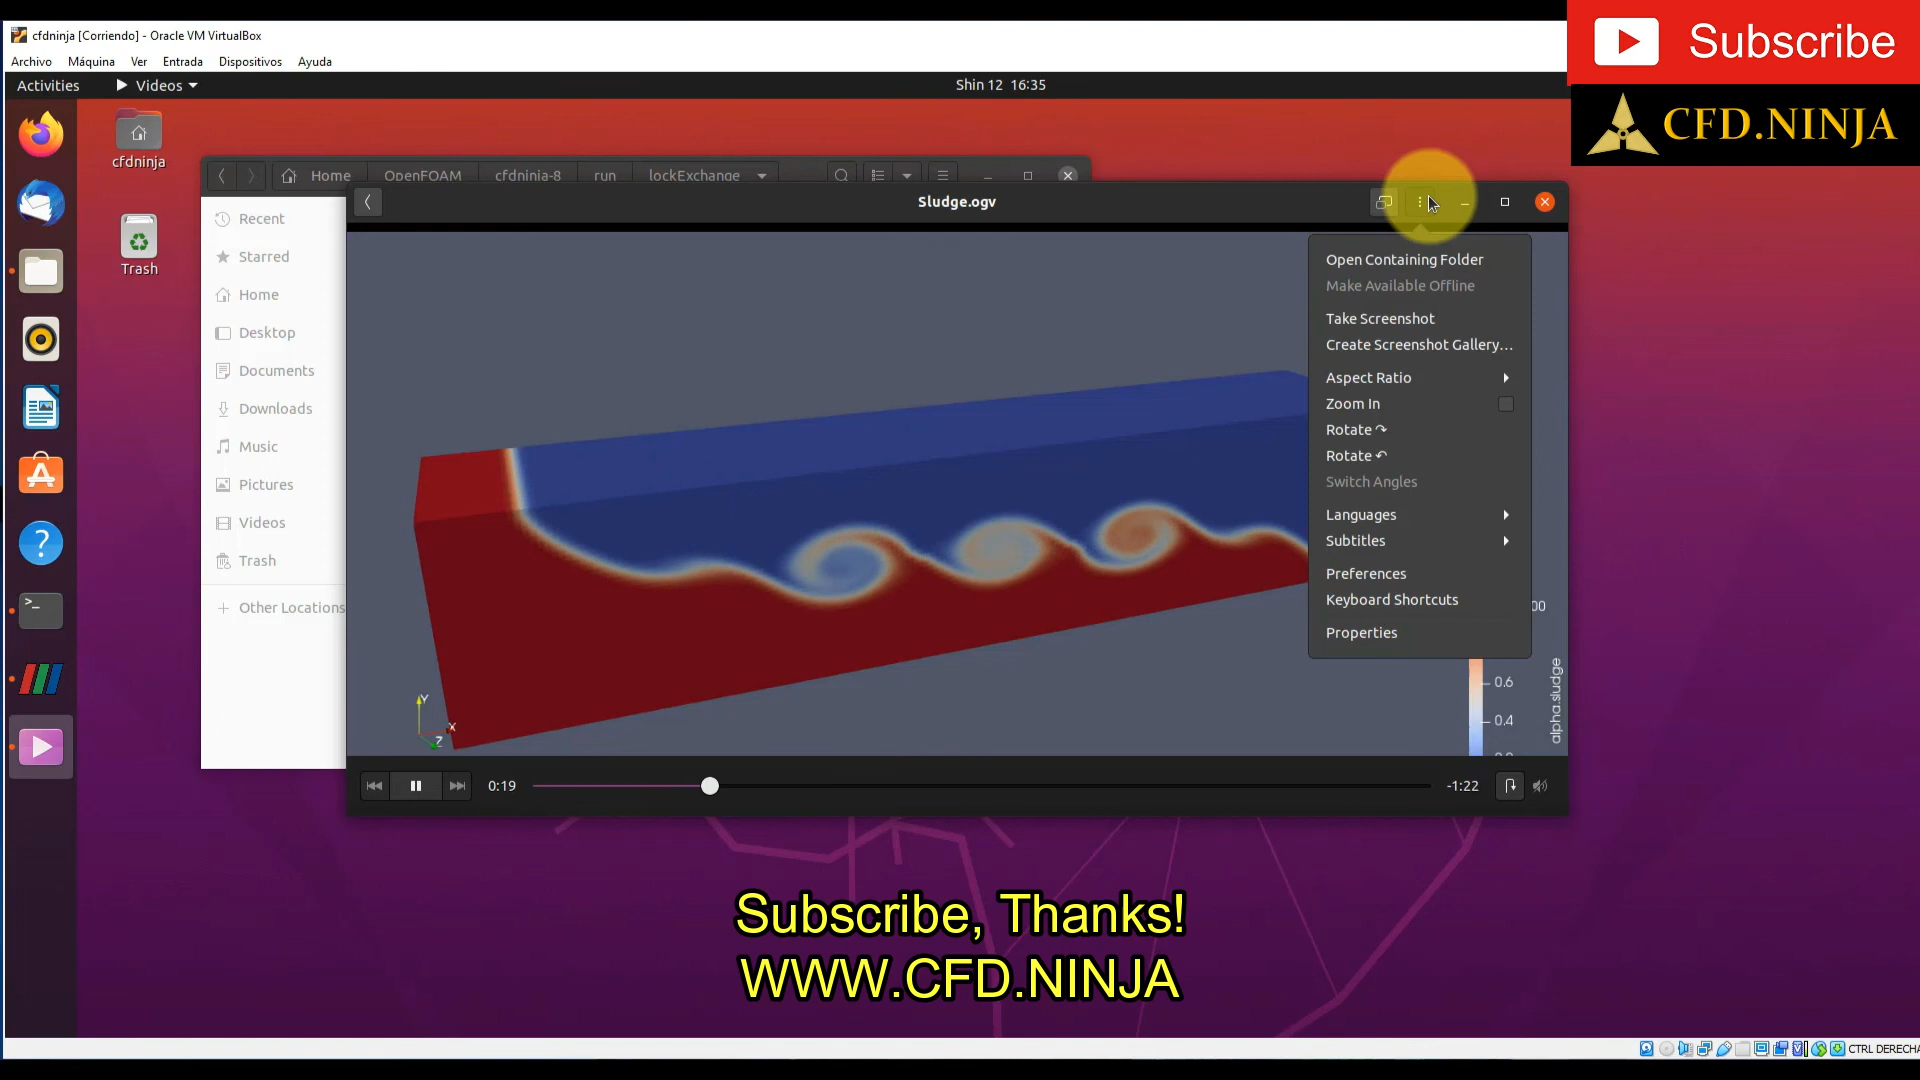 cfdninja [Corriendo] - Oracle VM VirtualBox
Archivo Máquina Ver Entrada Dispositivos Ayuda
Subscribe
CFD.NINJA
Activities Videos Shin 12 16:35
cfdninja
Trash
Home OpenFOAM cfdninja-8 run lockExchange
Sludge.ogv
Recent
Starred
Home
Desktop
Documents
Downloads
Music
Pictures
Videos
Trash
Other Locations
Open Containing Folder
Make Available Offline
Take Screenshot
Create Screenshot Gallery...
Aspect Ratio
Zoom In
Rotate ↷
Rotate ↶
Switch Angles
Languages
Subtitles
Preferences
Keyboard Shortcuts
Properties
00
0.6
0.4
alpha.sludge
Y
X
Z
0:19 -1:22
Subscribe, Thanks!
WWW.CFD.NINJA
CTRL DERECHA